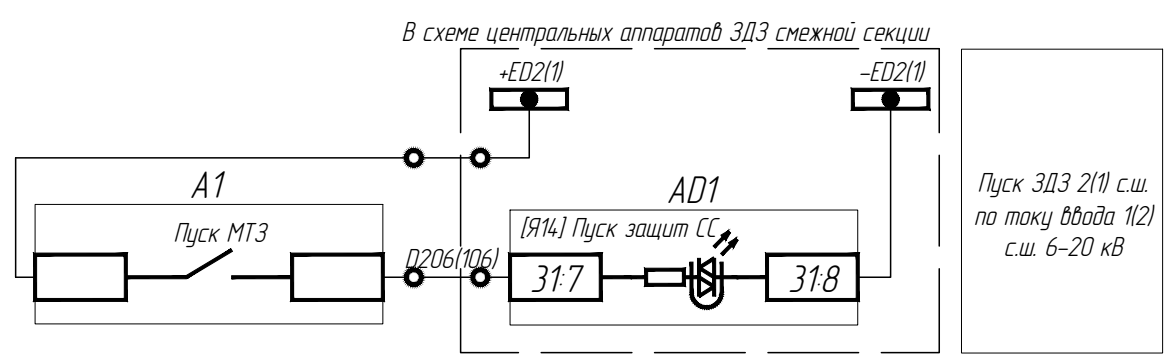 В схеме центральных аппаратов ЗДЗ смежной секции
+ED2(1)
-ED2(1)
A1
Пуск МТЗ
D206(106)
AD1
[Я14] Пуск защит СС
31:7
31:8
Пуск ЗДЗ 2(1) с.ш.
по току ввода 1(2)
с.ш. 6-20 кВ